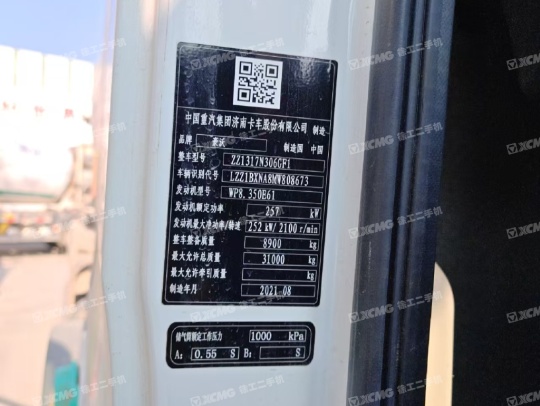 中国重汽集团济南卡车股份有限公司 制造
品牌 豪沃 制造国 中国
整车型号 ZZ1317N306GF1
车辆识别代号 LZZ1BXNA8MW808673
发动机型号 WP8.350E61
发动机额定功率 257 kW
发动机最大净功率/转速 252 kW/2100 r/min
整车整备质量 8900 kg
最大允许总质量 31000 kg
最大允许牵引质量 kg
制造年月 2021.08
储气筒额定工作压力 1000 kPa
A: 0.55 S B: S
XCMG 徐工二手机